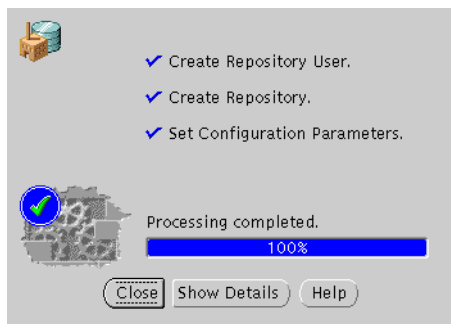 Create Repository User.
Create Repository.
Set Configuration Parameters.
Processing completed.
100%
Close Show Details Help